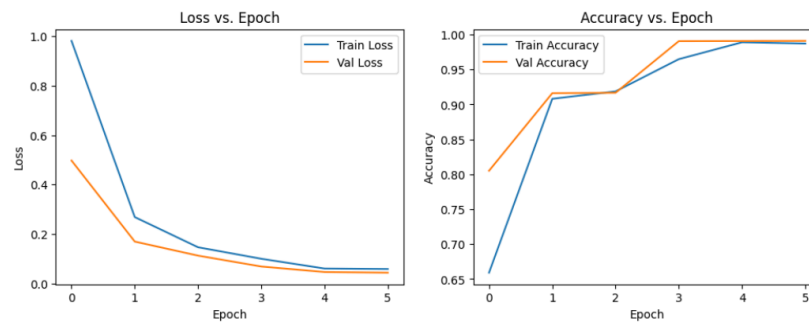 Loss vs. Epoch
1.0
0.8
0.6
0.4
0.2
0.0
Loss
Train Loss
Val Loss
0 1 2 3 4 5
Epoch
Accuracy vs. Epoch
1.00
0.95
0.90
0.85
0.80
0.75
0.70
0.65
Accuracy
Train Accuracy
Val Accuracy
0 1 2 3 4 5
Epoch